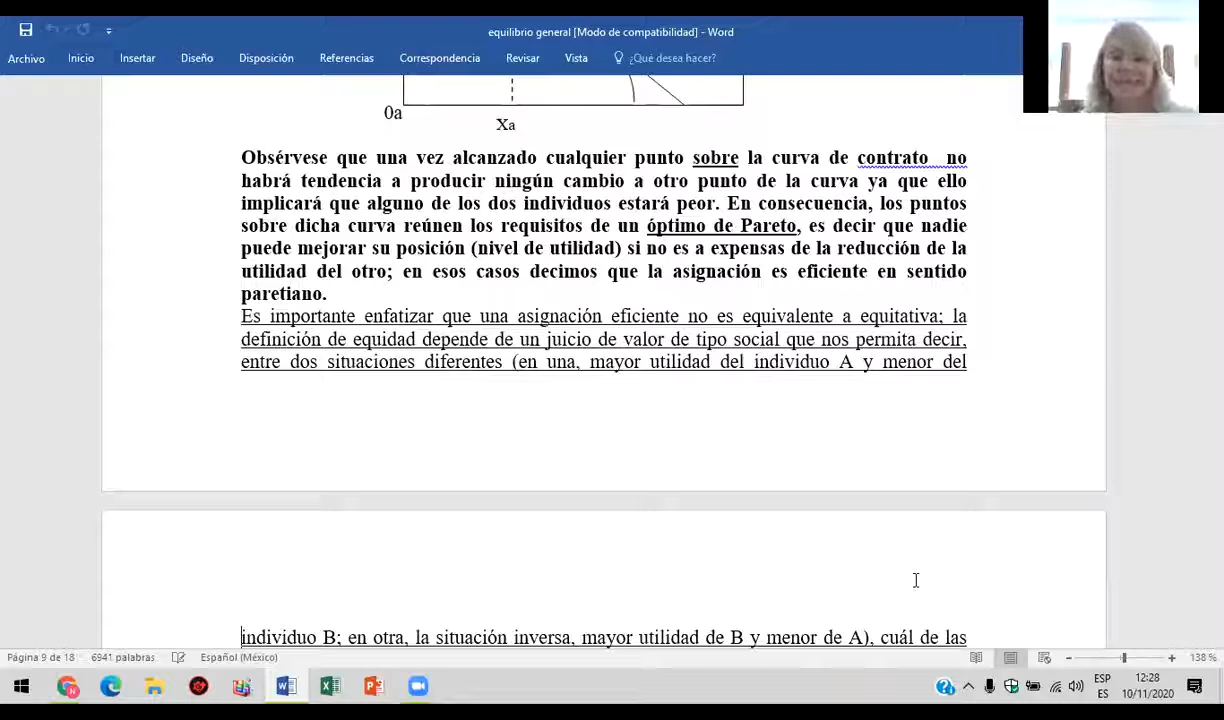 equilibrio general [Modo de compatibilidad] - Word
Archivo Inicio Insertar Diseño Disposición Referencias Correspondencia Revisar Vista ¿Qué desea hacer?
0a
Xa
Obsérvese que una vez alcanzado cualquier punto sobre la curva de contrato no
habrá tendencia a producir ningún cambio a otro punto de la curva ya que ello
implicará que alguno de los dos individuos estará peor. En consecuencia, los puntos
sobre dicha curva reúnen los requisitos de un óptimo de Pareto, es decir que nadie
puede mejorar su posición (nivel de utilidad) si no es a expensas de la reducción de la
utilidad del otro; en esos casos decimos que la asignación es eficiente en sentido
paretiano.
Es importante enfatizar que una asignación eficiente no es equivalente a equitativa; la
definición de equidad depende de un juicio de valor de tipo social que nos permita decir,
entre dos situaciones diferentes (en una, mayor utilidad del individuo A y menor del
individuo B; en otra, la situación inversa, mayor utilidad de B y menor de A), cuál de las
Página 9 de 18 6941 palabras Español (México) 138 %
ESP 12:28
ES 10/11/2020